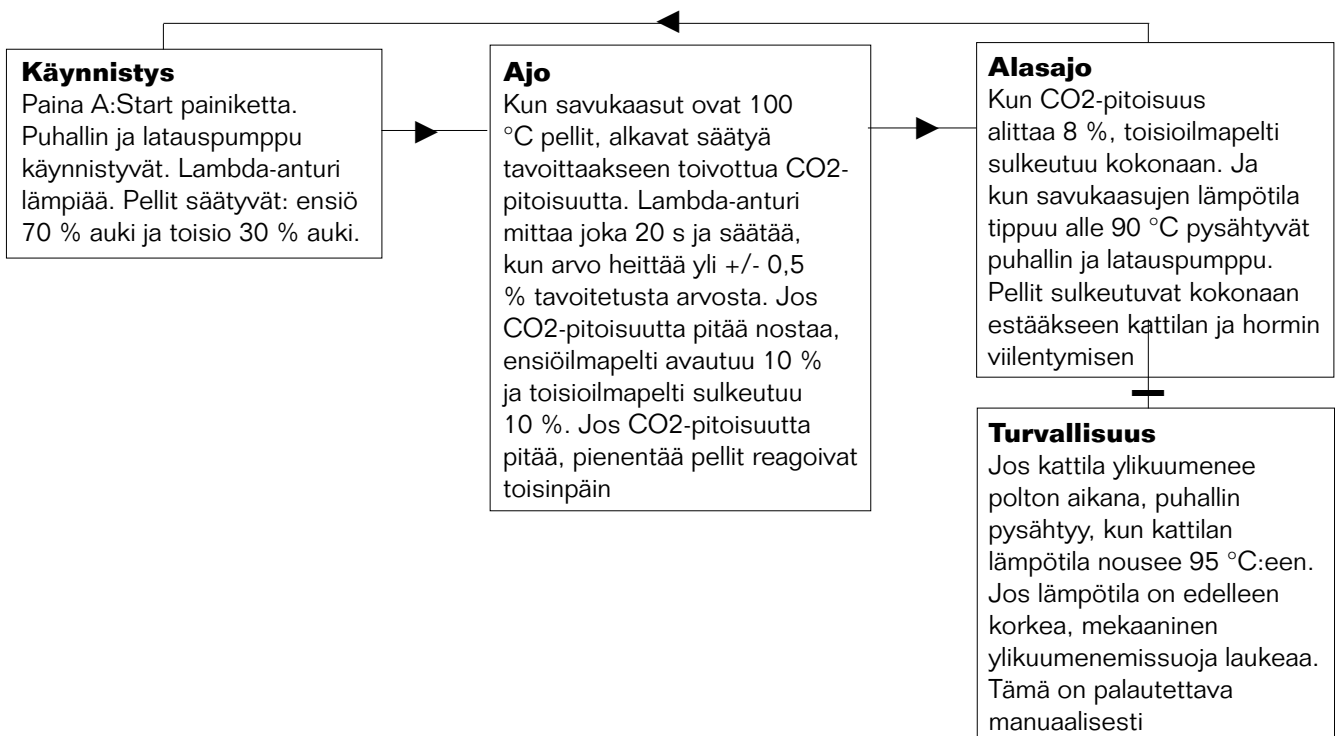 Käynnistys
Paina A:Start painiketta.
Puhallin ja latauspumppu
käynnistyvät. Lambda-anturi
lämpiää. Pellit säätyvät: ensiö
70 % auki ja toisio 30 % auki.
Ajo
Kun savukaasut ovat 100
°C pellit, alkavat säätyä
tavoittaakseen toivottua CO2-
pitoisuutta. Lambda-anturi
mittaa joka 20 s ja säätää,
kun arvo heittää yli +/- 0,5
% tavoitetusta arvosta. Jos
CO2-pitoisuutta pitää nostaa,
ensiöilmapelti avautuu 10 %
ja toisioilmapelti sulkeutuu
10 %. Jos CO2-pitoisuutta
pitää, pienentää pellit reagoivat
toisinpäin
Alasajo
Kun CO2-pitoisuus
alittaa 8 %, toisioilmapelti
sulkeutuu kokonaan. Ja
kun savukaasujen lämpötila
tippuu alle 90 °C pysähtyvät
puhallin ja latauspumppu.
Pellit sulkeutuvat kokonaan
estääkseen kattilan ja hormin
viilentymisen
Turvallisuus
Jos kattila ylikuumenee
polton aikana, puhallin
pysähtyy, kun kattilan
lämpötila nousee 95 °C:een.
Jos lämpötila on edelleen
korkea, mekaaninen
ylikuumenemissuoja laukeaa.
Tämä on palautettava
manuaalisesti